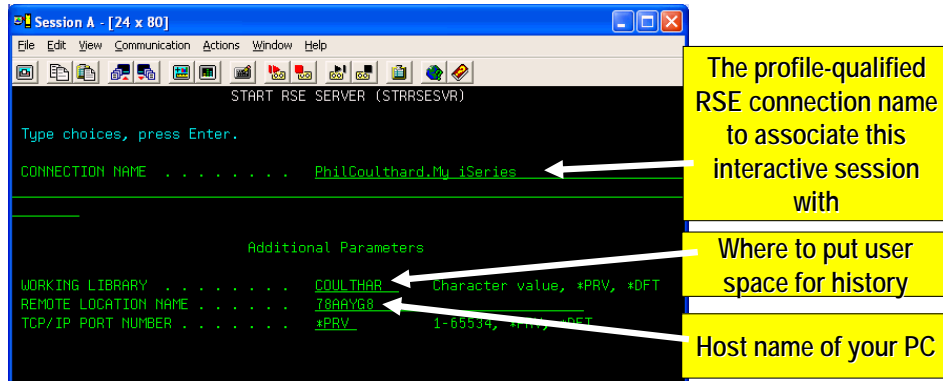 Session A - [24 x 80]
File Edit View Communication Actions Window Help
START RSE SERVER (STRRSESVR)
Type choices, press Enter.
CONNECTION NAME . . . . . . . . PhilCoulthard.My iSeries
Additional Parameters
WORKING LIBRARY . . . . . . . . COULTHAR Character value, *PRV, *DFT
REMOTE LOCATION NAME . . . . . . 78AAYG8
TCP/IP PORT NUMBER . . . . . . . *PRV 1-65534, *PRV, *DFT
The profile-qualified
RSE connection name
to associate this
interactive session
with
Where to put user
space for history
Host name of your PC